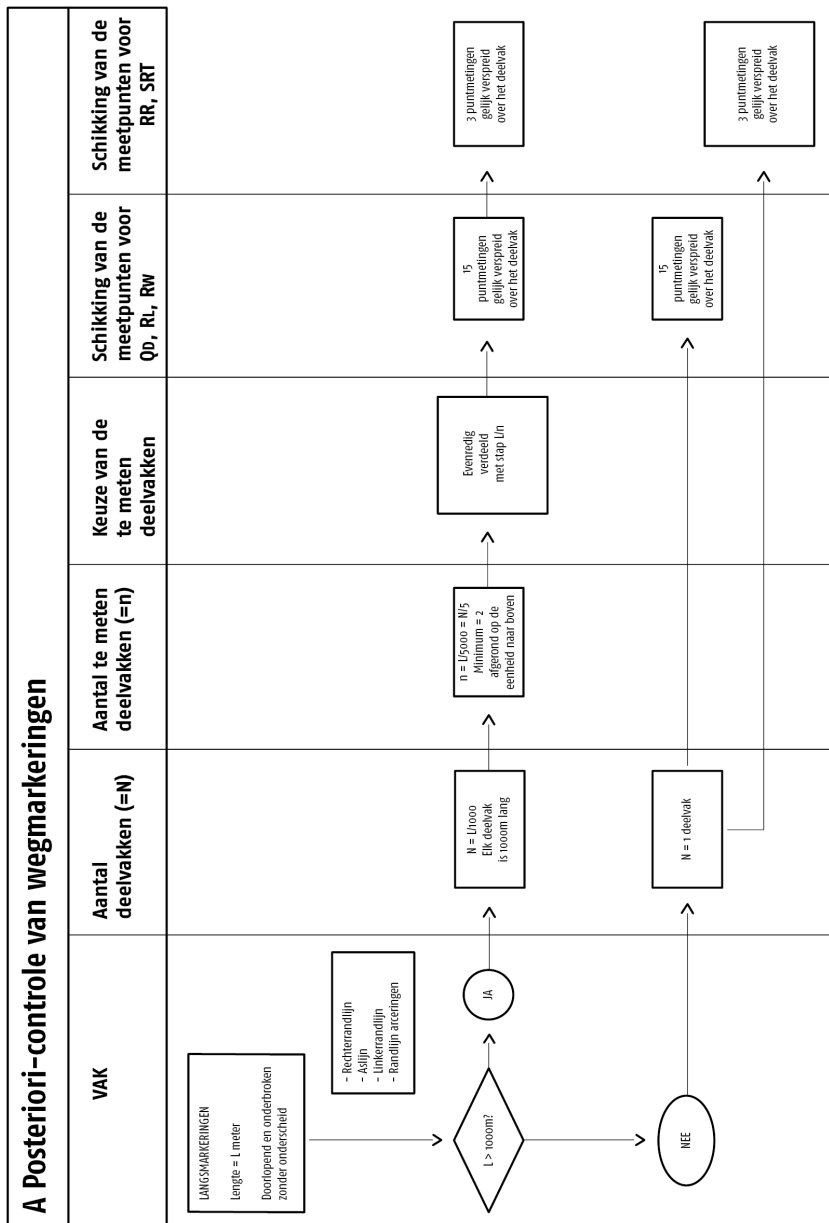 A Posteriori-controle van wegmarkeringen
VAK
Aantal
deelvakken (=N)
Aantal te meten
deelvakken (=n)
Keuze van de
te meten
deelvakken
Schikking van de
meetpunten voor
QD, RL, RW
Schikking van de
meetpunten voor
RR, SRT
LANGSMARKERINGEN
Lengte = L meter
Doorlopend en onderbroken
zonder onderscheid
- Rechterrandlijn
- Aslijn
- Linkerrandlijn
- Randlijn arceringen
L > 1000m?
JA
N = L/1000
Elk deelvak
is 1000m lang
n = L/5000 = N/5
Minimum = 2
afgerond op de
eenheid naar boven
Evenredig
verdeeld
met stap L/n
15
puntmetingen
gelijk verspreid
over het deelvak
3 puntmetingen
gelijk verspreid
over het deelvak
NEE
N = 1 deelvak
15
puntmetingen
gelijk verspreid
over het deelvak
3 puntmetingen
gelijk verspreid
over het deelvak